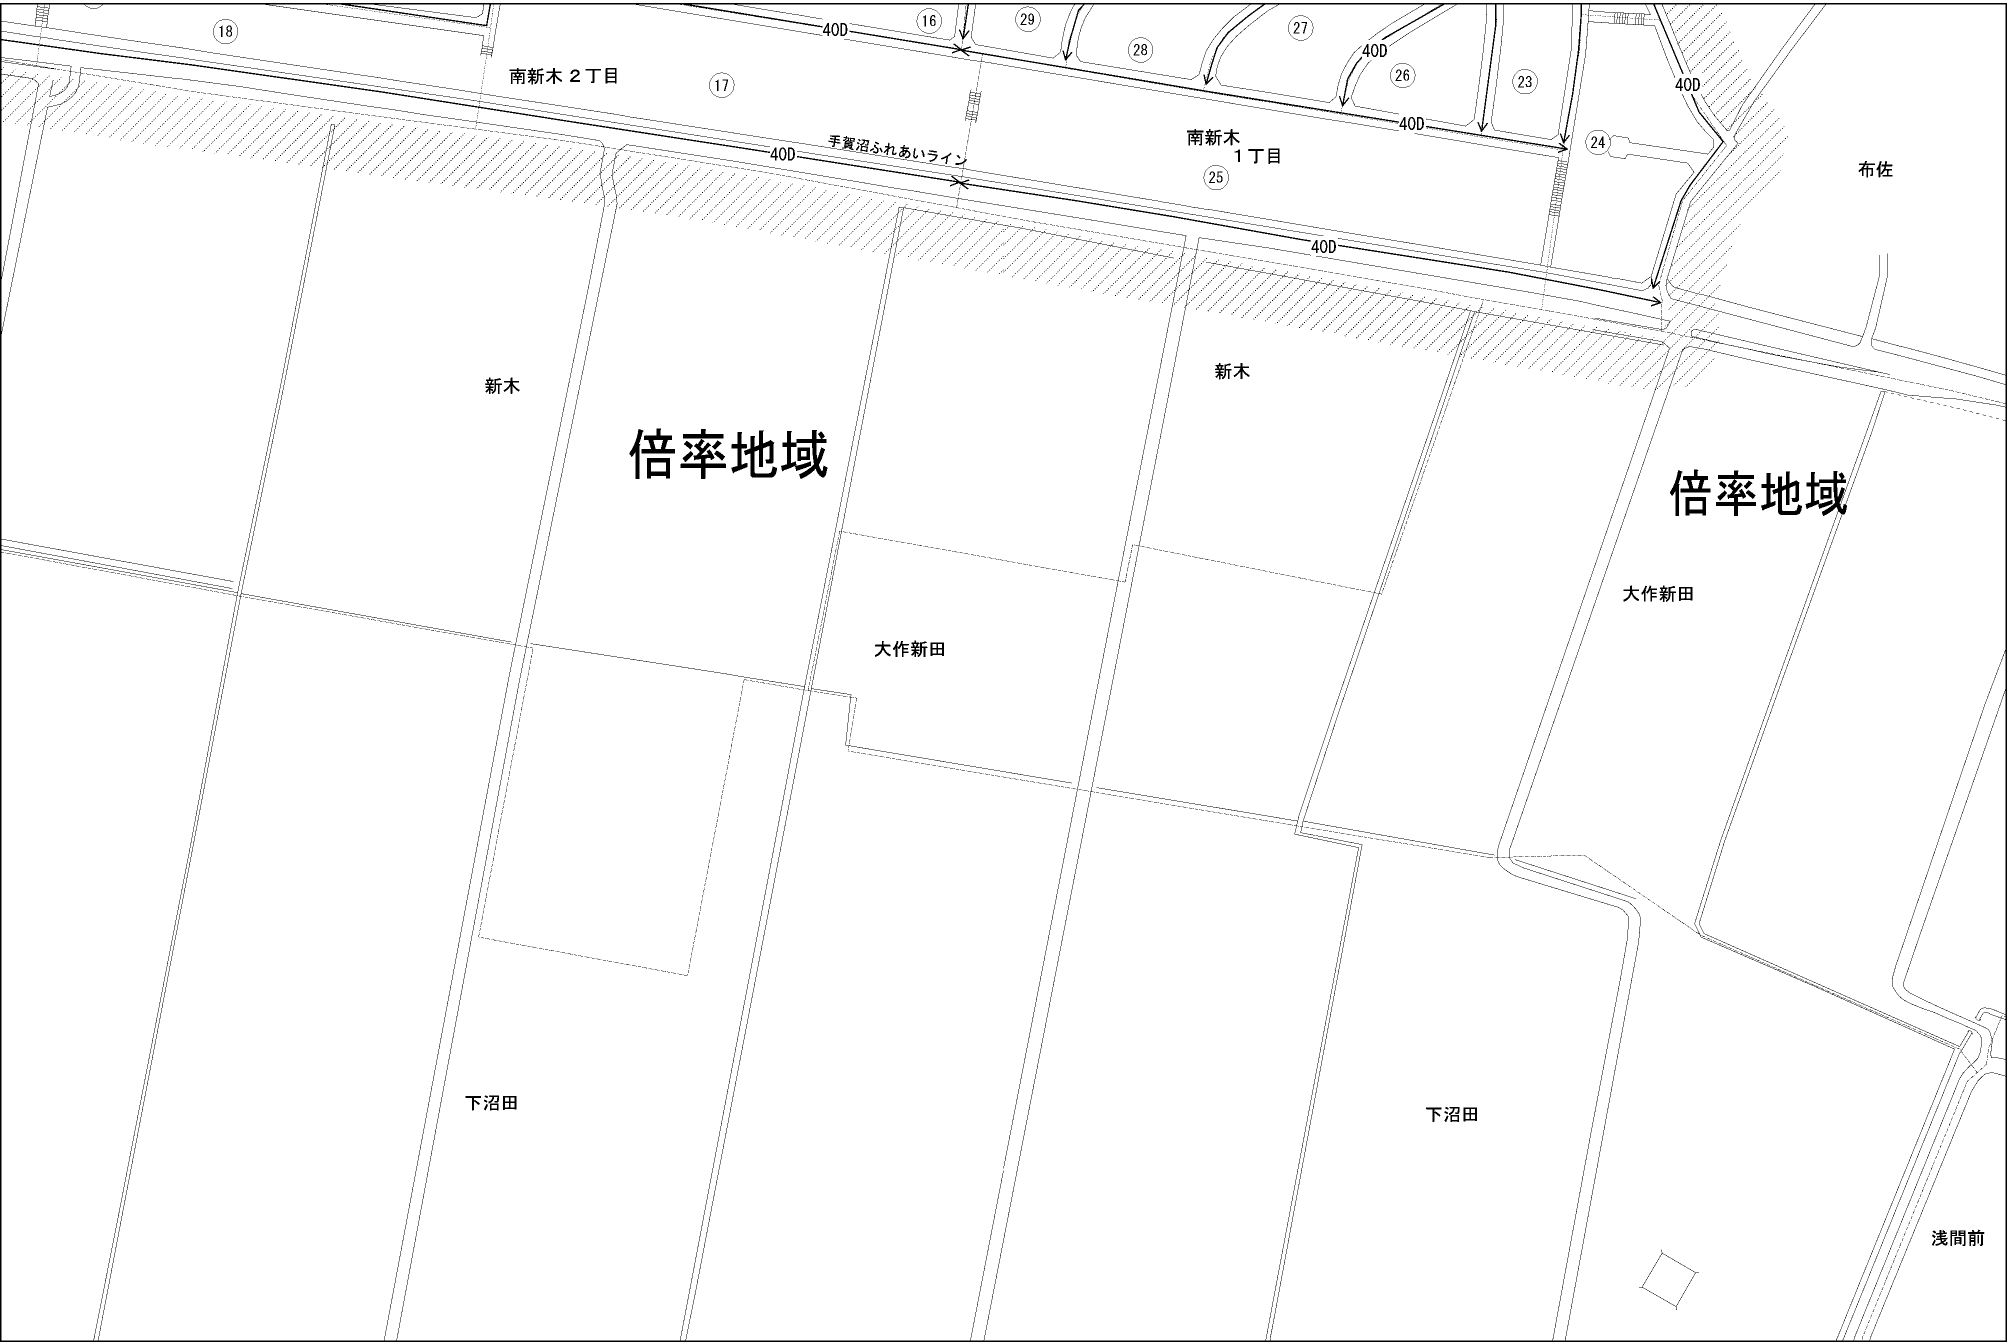 16
29
27
40D
18
28
40D
26
23
40D
南新木2丁目
17
40D
南新木
1丁目
24
手賀沼ふれあいライン
40D
25
布佐
40D
新木
新木
倍率地域
倍率地域
大作新田
大作新田
下沼田
下沼田
浅間前